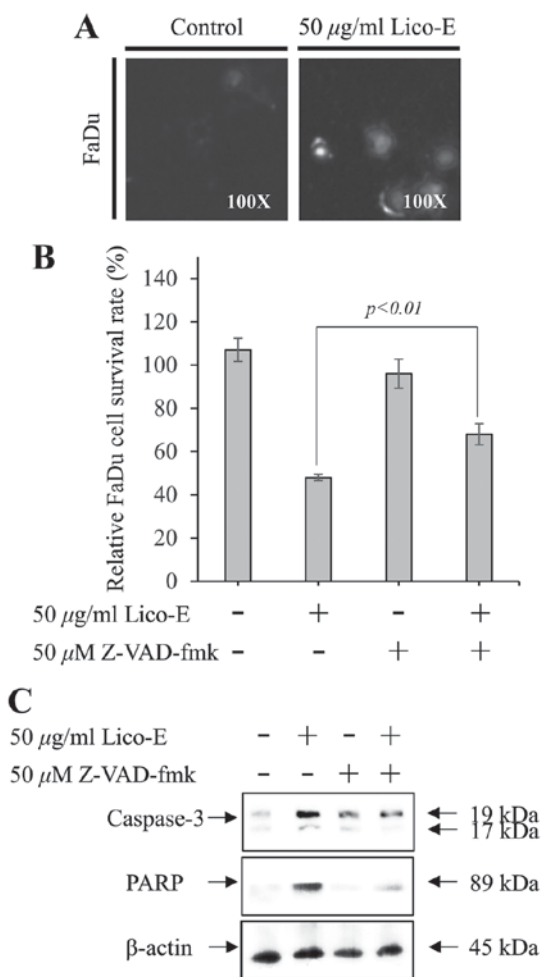 A
Control
50 μg/ml Lico-E
FaDu
100X
100X
B
Relative FaDu cell survival rate (%)
140
120
100
80
60
40
20
0
p<0.01
50 μg/ml Lico-E - + - +
50 μM Z-VAD-fmk - - + +
C
50 μg/ml Lico-E - + - +
50 μM Z-VAD-fmk - - + +
Caspase-3
19 kDa
17 kDa
PARP
89 kDa
β-actin
45 kDa